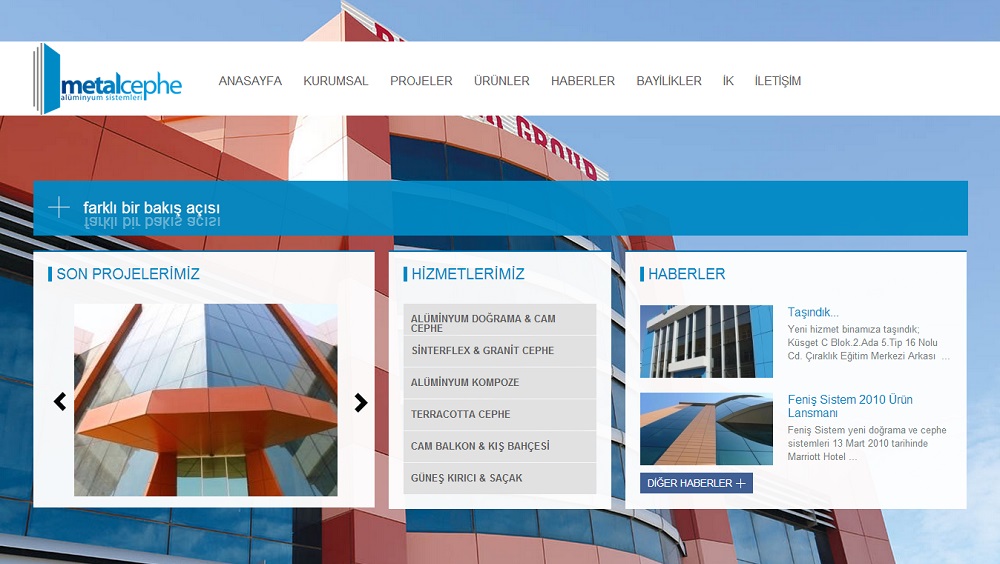 metalcephe
alüminyum sistemleri
ANASAYFA KURUMSAL PROJELER ÜRÜNLER HABERLER BAYİLİKLER İK İLETİŞİM
GROUP
farklı bir bakış açısı
SON PROJELERİMİZ
HİZMETLERİMİZ
ALÜMİNYUM DOĞRAMA & CAM
CEPHE
SİNTERFLEX & GRANİT CEPHE
ALÜMİNYUM KOMPOZE
TERRACOTTA CEPHE
CAM BALKON & KIŞ BAHÇESİ
GÜNEŞ KIRICI & SAÇAK
HABERLER
Taşındık...
Yeni hizmet binamıza taşındık;
Küsget C Blok.2.Ada 5.Tip 16 Nolu
Cd. Çıraklık Eğitim Merkezi Arkası ...
Feniş Sistem 2010 Ürün
Lansmanı
Feniş Sistem yeni doğrama ve cephe
sistemleri 13 Mart 2010 tarihinde
Marriott Hotel ...
DİĞER HABERLER